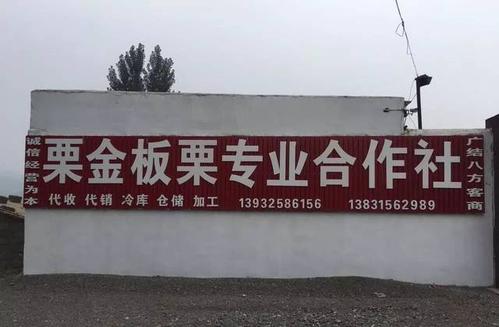 诚信经营为本
栗金板栗专业合作社
代收 代销 冷库 仓储 加工 13932586156 13831562989
广结八方客商